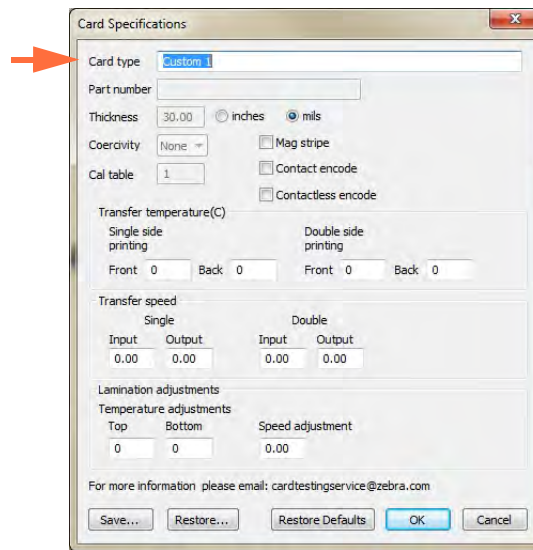 Card Specifications
x
Card type Custom 1
Part number
Thickness 30.00 inches mils
Coercivity None Mag stripe
Cal table 1 Contact encode
Contactless encode
Transfer temperature(C)
Single side printing Double side printing
Front 0 Back 0 Front 0 Back 0
Transfer speed
Single Double
Input Output Input Output
0.00 0.00 0.00 0.00
Lamination adjustments
Temperature adjustments
Top Bottom Speed adjustment
0 0 0.00
For more information please email: cardtestingservice@zebra.com
Save... Restore... Restore Defaults OK Cancel